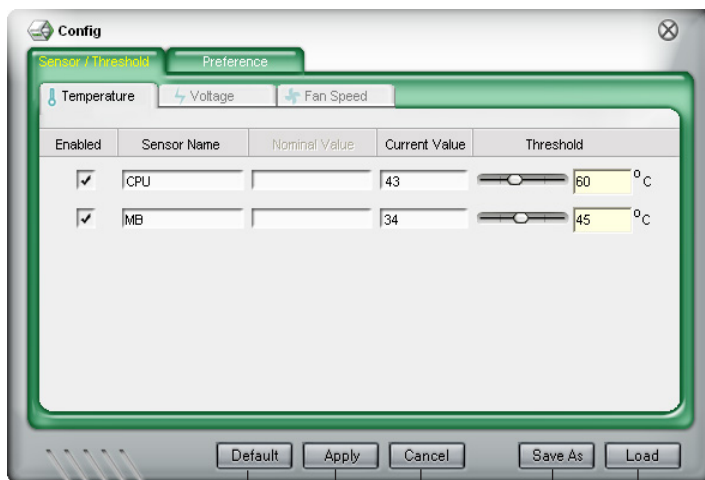 Config
Sensor / Threshold Preference
Temperature Voltage Fan Speed
Enabled Sensor Name Nominal Value Current Value Threshold
CPU 43 60 °C
MB 34 45 °C
Default Apply Cancel Save As Load